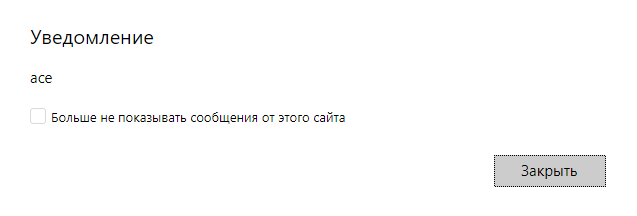 Уведомление
ace
Больше не показывать сообщения от этого сайта
Закрыть